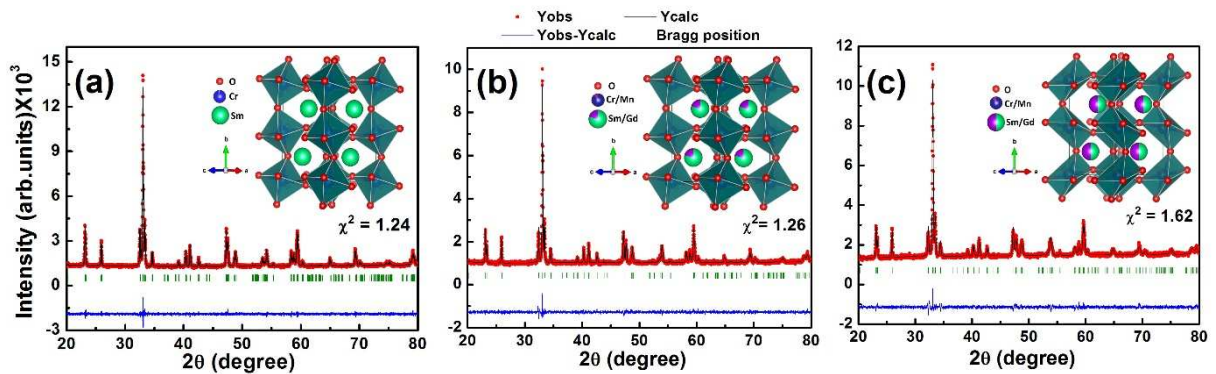 Yobs Ycalc
Yobs-Ycalc Bragg position
Intensity (arb.units)X10³
(a)
O
Cr
Sm
b
c a
χ² = 1.24
15
12
9
6
3
0
-3
20 30 40 50 60 70 80
2θ (degree)
(b)
O
Cr/Mn
Sm/Gd
b
c a
χ² = 1.26
10
8
6
4
2
0
-2
20 30 40 50 60 70 80
2θ (degree)
(c)
O
Cr/Mn
Sm/Gd
b
c a
χ² = 1.62
12
10
8
6
4
2
0
-2
20 30 40 50 60 70 80
2θ (degree)